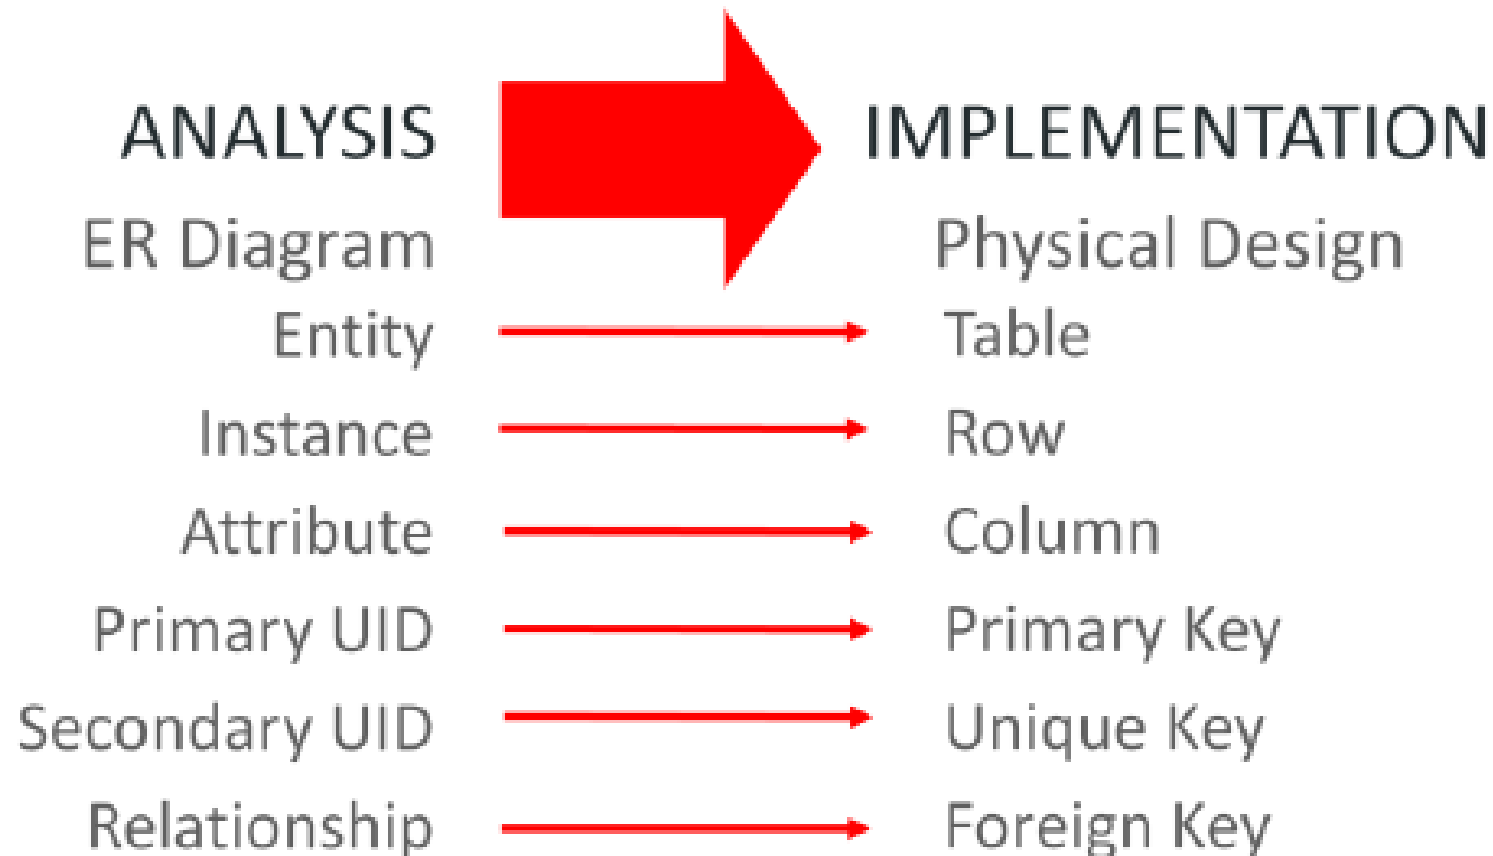 ANALYSIS IMPLEMENTATION
ER Diagram Physical Design
Entity Table
Instance Row
Attribute Column
Primary UID Primary Key
Secondary UID Unique Key
Relationship Foreign Key